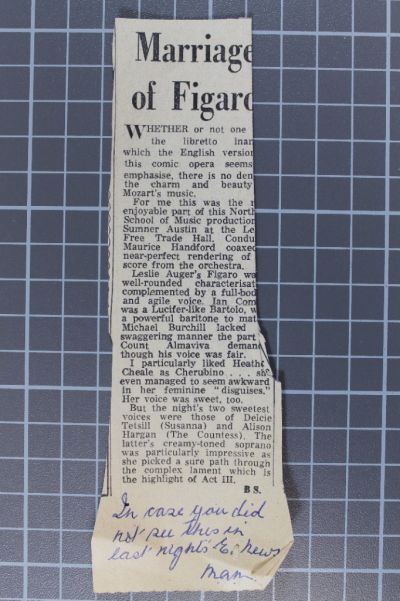 Marriage
of Figaro
WHETHER or not one
the libretto inan
which the English version
this comic opera seems
emphasise, there is no den
the charm and beauty
Mozart's music.
For me this was the
enjoyable part of this North
School of Music production
Sumner Austin at the Le
Free Trade Hall. Condu
Maurice Handford coaxed
near-perfect rendering of
score from the orchestra.
Leslie Auger's Figaro wa
well-rounded characterisat
complemented by a full-bod
and agile voice. Ian Com
was a Lucifer-like Bartolo, w
a powerful baritone to mat
Michael Burchill lacked
swaggering manner the part
Count Almaviva deman
though his voice was fair.
I particularly liked Heath
Cheale as Cherubino . . . she
even managed to seem awkward
in her feminine "disguises."
Her voice was sweet, too.
But the night's two sweetest
voices were those of Delcie
Tetsill (Susanna) and Alison
Hargan (The Countess). The
latter's creamy-toned soprano
was particularly impressive as
she picked a sure path through
the complex lament which is
the highlight of Act III.
B S.
In case you did
not see this in
last night's E. News
Mam.